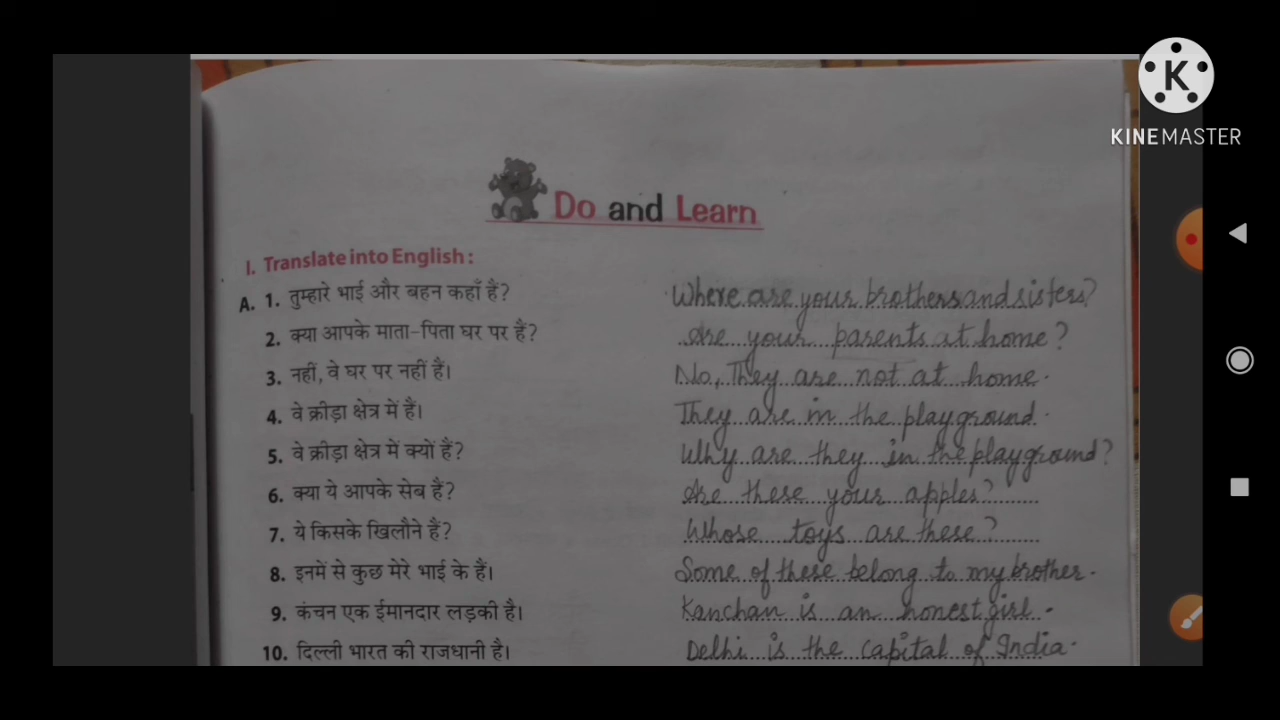 K
KINEMASTER
Do and Learn
I. Translate into English :
A. 1. तुम्हारे भाई और बहन कहाँ हैं? Where are your brothers and sisters?
2. क्या आपके माता-पिता घर पर हैं? Are your parents at home?
3. नहीं, वे घर पर नहीं हैं। No, They are not at home.
4. वे क्रीड़ा क्षेत्र में हैं। They are in the playground.
5. वे क्रीड़ा क्षेत्र में क्यों हैं? Why are they in the playground?
6. क्या ये आपके सेब हैं? Are these your apples?
7. ये किसके खिलौने हैं? Whose toys are these?
8. इनमें से कुछ मेरे भाई के हैं। Some of these belong to my brother.
9. कंचन एक ईमानदार लड़की है। Kanchan is an honest girl.
10. दिल्ली भारत की राजधानी है। Delhi is the capital of India.